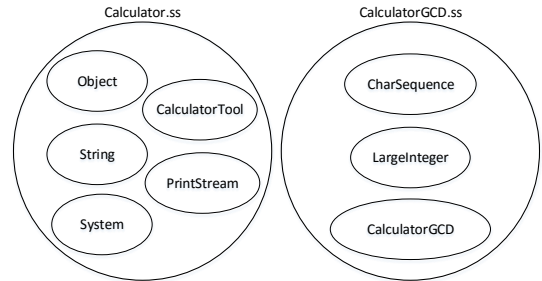 Calculator.ss
Object
CalculatorTool
String
PrintStream
System
CalculatorGCD.ss
CharSequence
LargeInteger
CalculatorGCD